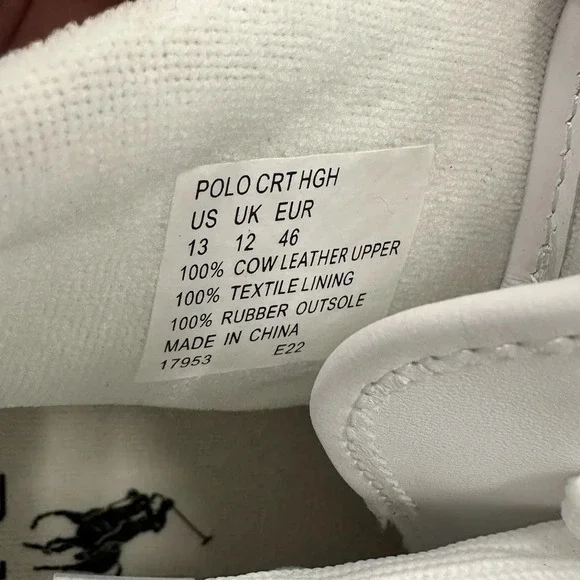 POLO CRT HGH
US UK EUR
13 12 46
100% COW LEATHER UPPER
100% TEXTILE LINING
100% RUBBER OUTSOLE
MADE IN CHINA
17953 E22